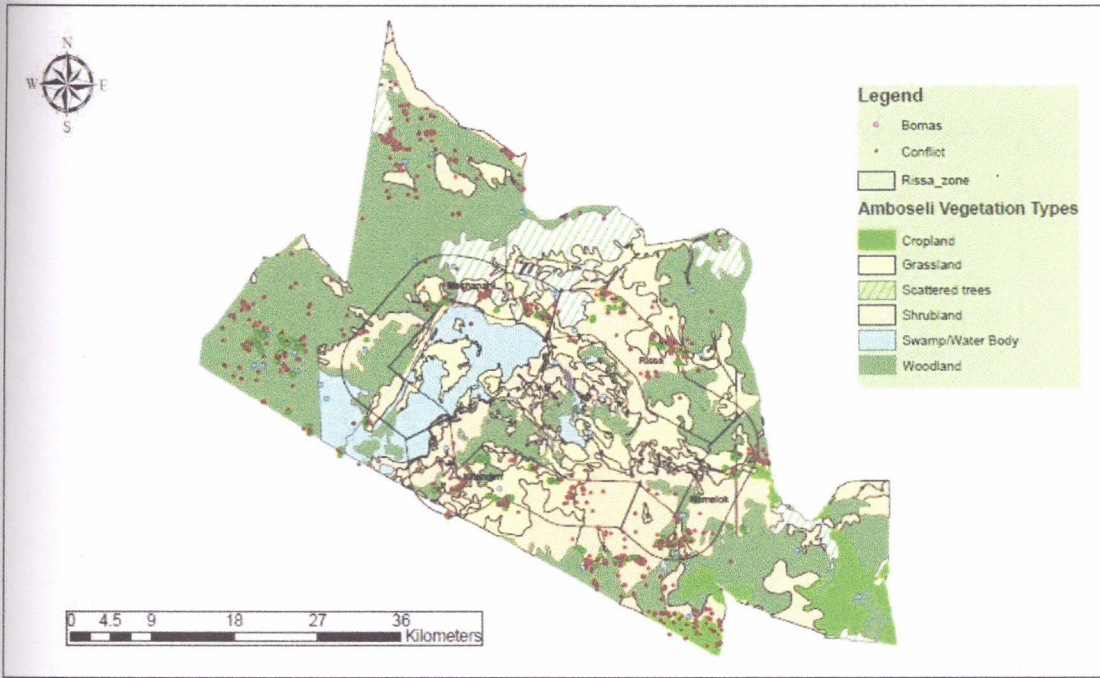 N
W E
S
Legend
Bomas
Conflict
Rissa_zone
Amboseli Vegetation Types
Cropland
Grassland
Scattered trees
Shrubland
Swamp/Water Body
Woodland
Rissa
Namelok
0 4.5 9 18 27 36
Kilometers